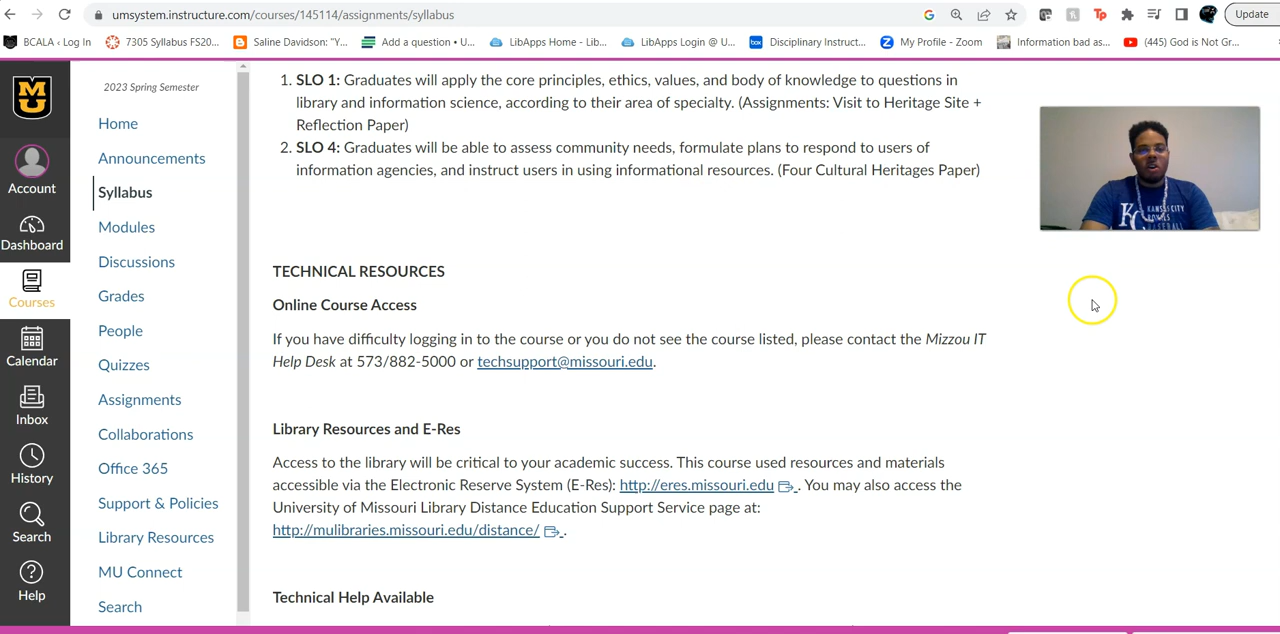 umsystem.instructure.com/courses/145114/assignments/syllabus
Update
BCALA ‹ Log In
7305 Syllabus FS20...
Saline Davidson: "Y...
Add a question • U...
LibApps Home - Lib...
LibApps Login @ U...
box
Disciplinary Instruct...
My Profile - Zoom
Information bad as...
(445) God is Not Gr...
2023 Spring Semester
Home
Announcements
Syllabus
Modules
Discussions
Grades
People
Quizzes
Assignments
Collaborations
Office 365
Support & Policies
Library Resources
MU Connect
Search
Account
Dashboard
Courses
Calendar
Inbox
History
Search
Help
1. SLO 1: Graduates will apply the core principles, ethics, values, and body of knowledge to questions in
library and information science, according to their area of specialty. (Assignments: Visit to Heritage Site +
Reflection Paper)
2. SLO 4: Graduates will be able to assess community needs, formulate plans to respond to users of
information agencies, and instruct users in using informational resources. (Four Cultural Heritages Paper)
TECHNICAL RESOURCES
Online Course Access
If you have difficulty logging in to the course or you do not see the course listed, please contact the Mizzou IT
Help Desk at 573/882-5000 or techsupport@missouri.edu.
Library Resources and E-Res
Access to the library will be critical to your academic success. This course used resources and materials
accessible via the Electronic Reserve System (E-Res): http://eres.missouri.edu . You may also access the
University of Missouri Library Distance Education Support Service page at:
http://mulibraries.missouri.edu/distance/ .
Technical Help Available
KANSAS CITY
KC ROYALS
BASEBALL